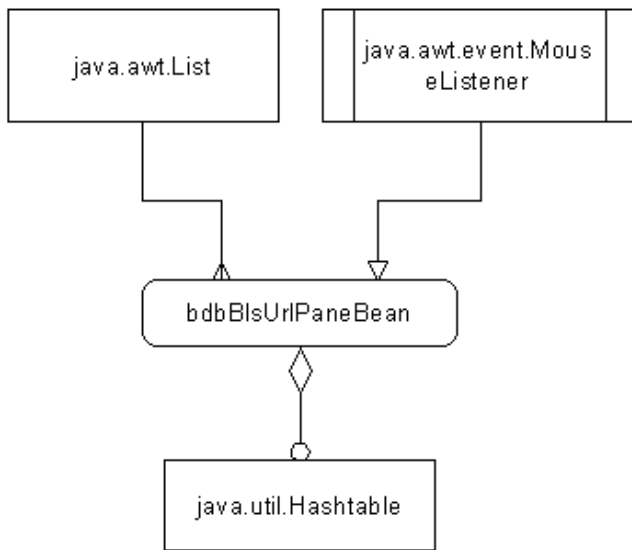 java.awt.List
java.awt.event.Mous
eListener
bdbBlsUrlPaneBean
java.util.Hashtable